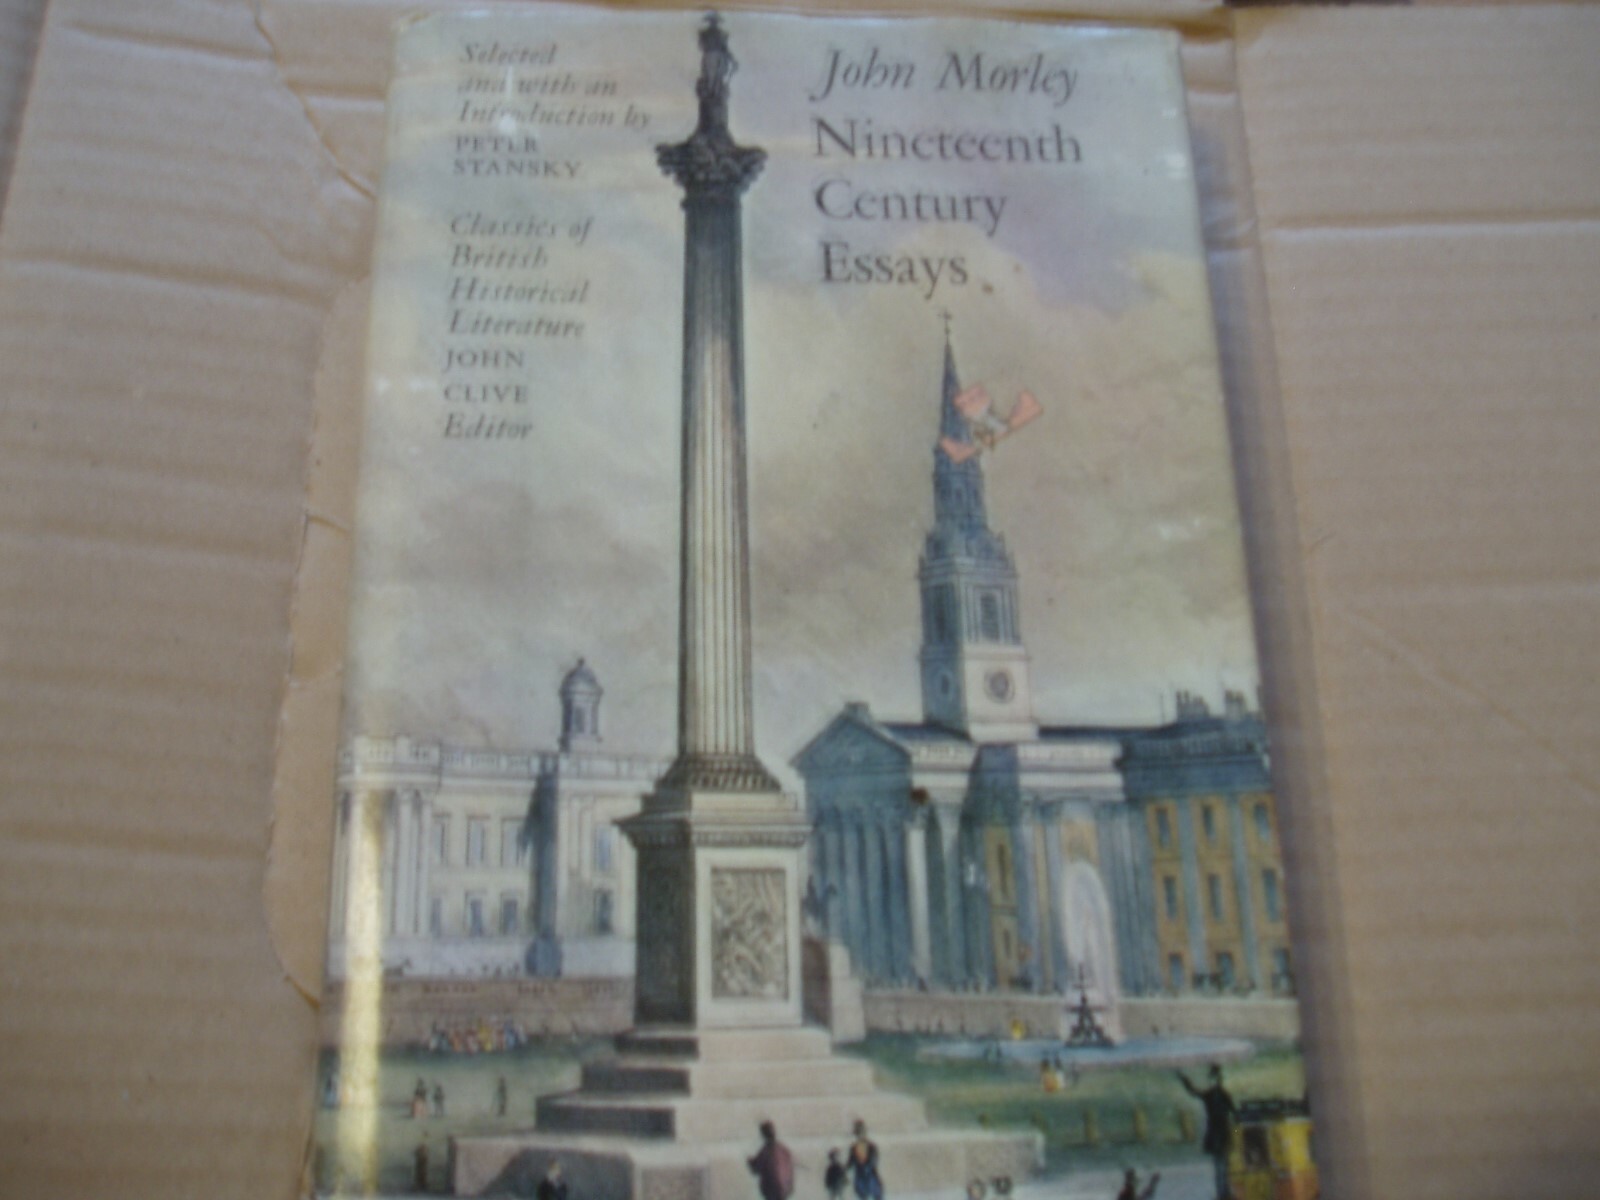 Selected
and with an
Introduction by
PETER
STANSKY
Classics of
British
Historical
Literature
JOHN
CLIVE
Editor
John Morley
Nineteenth
Century
Essays